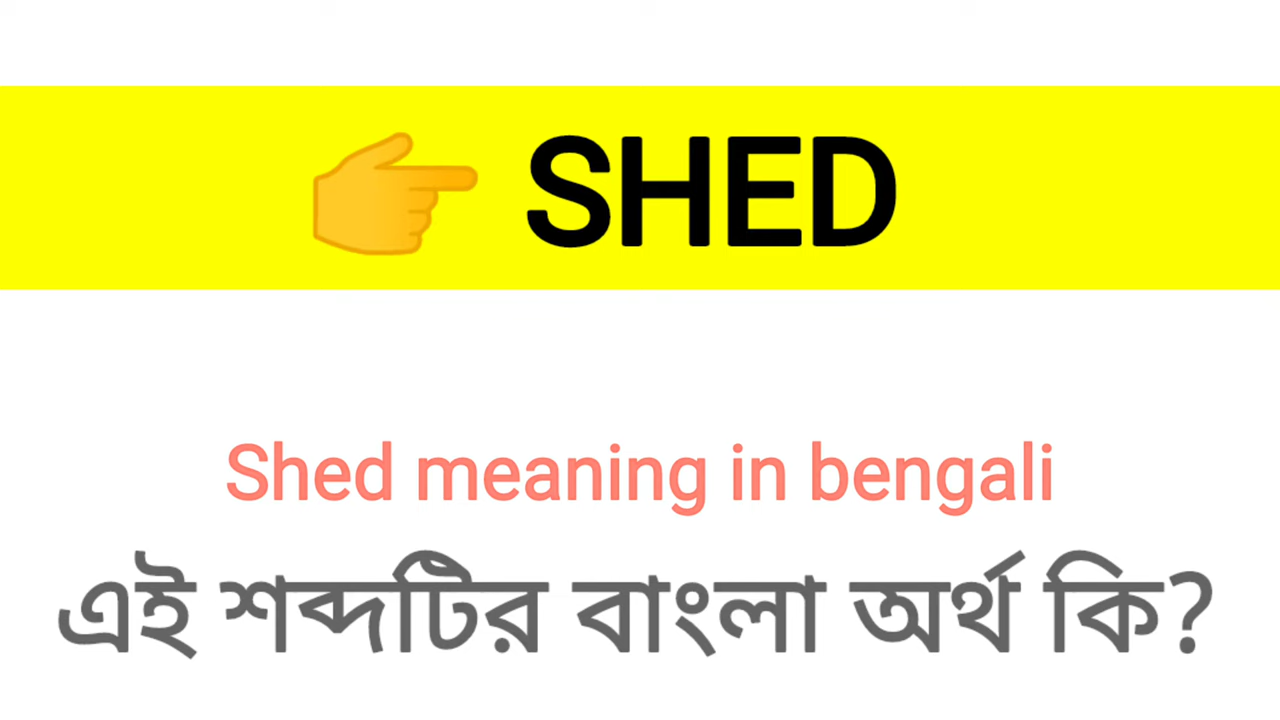 👉 SHED
Shed meaning in bengali
এই শব্দটির বাংলা অর্থ কি?